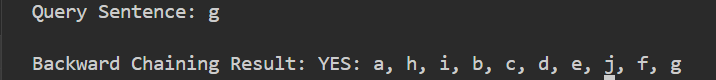 Query Sentence: g
Backward Chaining Result: YES: a, h, i, b, c, d, e, j, f, g